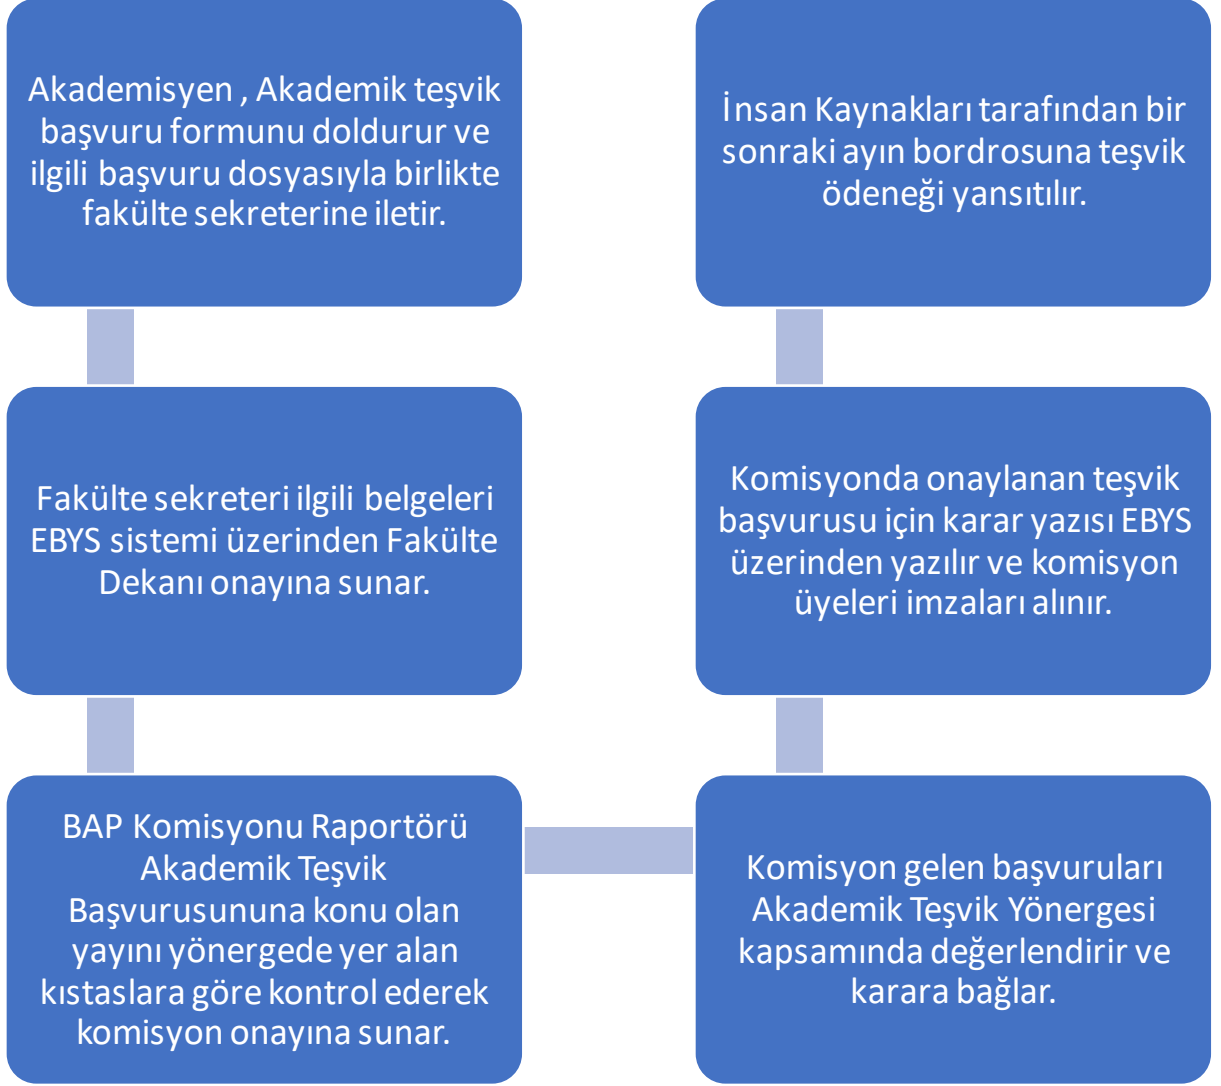 Akademisyen , Akademik teşvik
başvuru formunu doldurur ve
ilgili başvuru dosyasıyla birlikte
fakülte sekreterine iletir.
Fakülte sekreteri ilgili belgeleri
EBYS sistemi üzerinden Fakülte
Dekanı onayına sunar.
BAP Komisyonu Raportörü
Akademik Teşvik
Başvurusununa konu olan
yayını yönergede yer alan
kıstaslara göre kontrol ederek
komisyon onayına sunar.
Komisyon gelen başvuruları
Akademik Teşvik Yönergesi
kapsamında değerlendirir ve
karara bağlar.
Komisyonda onaylanan teşvik
başvurusu için karar yazısı EBYS
üzerinden yazılır ve komisyon
üyeleri imzaları alınır.
İnsan Kaynakları tarafından bir
sonraki ayın bordrosuna teşvik
ödeneği yansıtılır.